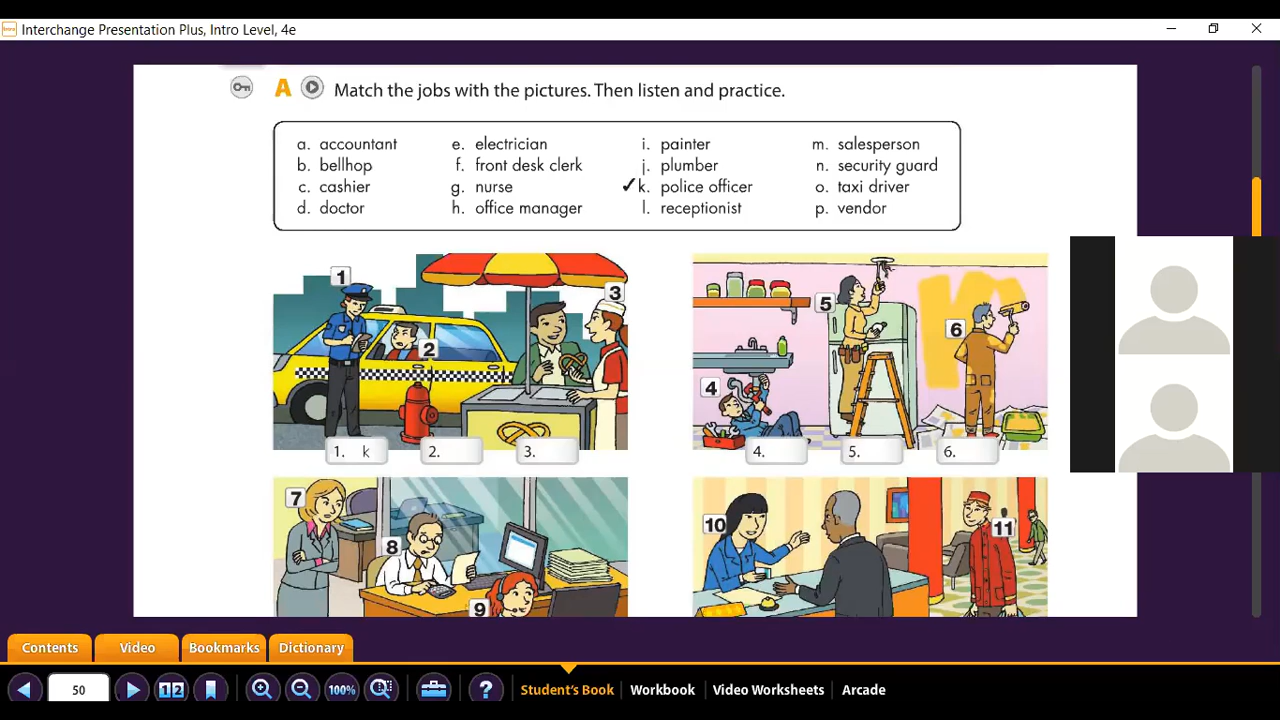 Interchange Presentation Plus, Intro Level, 4e
A Match the jobs with the pictures. Then listen and practice.
a. accountant e. electrician i. painter m. salesperson
b. bellhop f. front desk clerk j. plumber n. security guard
c. cashier g. nurse ✓k. police officer o. taxi driver
d. doctor h. office manager l. receptionist p. vendor
1
2
3
4
5
6
1. k 2. 3.
4. 5. 6.
7
8
9
10
11
Contents Video Bookmarks Dictionary
50 1 2 100% ? Student's Book Workbook Video Worksheets Arcade